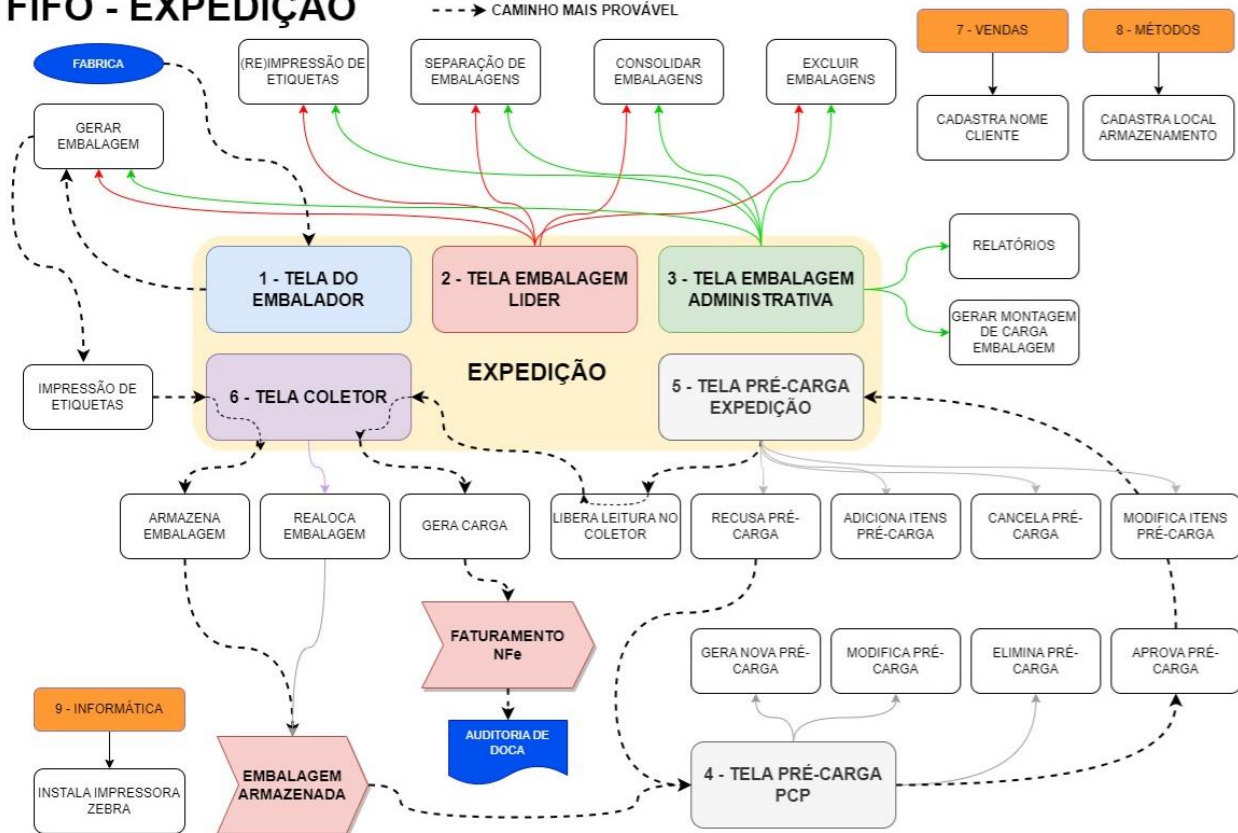 FIFO - EXPEDIÇÃO
CAMINHO MAIS PROVÁVEL
7 - VENDAS
8 - MÉTODOS
FABRICA
(RE)IMPRESSÃO DE
ETIQUETAS
SEPARAÇÃO DE
EMBALAGENS
CONSOLIDAR
EMBALAGENS
EXCLUIR
EMBALAGENS
CADASTRA NOME
CLIENTE
CADASTRA LOCAL
ARMAZENAMENTO
GERAR
EMBALAGEM
1 - TELA DO
EMBALADOR
2 - TELA EMBALAGEM
LIDER
3 - TELA EMBALAGEM
ADMINISTRATIVA
RELATÓRIOS
GERAR MONTAGEM
DE CARGA
EMBALAGEM
EXPEDIÇÃO
IMPRESSÃO DE
ETIQUETAS
6 - TELA COLETOR
5 - TELA PRÉ-CARGA
EXPEDIÇÃO
ARMAZENA
EMBALAGEM
REALOCA
EMBALAGEM
GERA CARGA
LIBERA LEITURA NO
COLETOR
RECUSA PRÉ-
CARGA
ADICIONA ITENS
PRÉ-CARGA
CANCELA PRÉ-
CARGA
MODIFICA ITENS
PRÉ-CARGA
FATURAMENTO
NFe
GERA NOVA PRÉ-
CARGA
MODIFICA PRÉ-
CARGA
ELIMINA PRÉ-
CARGA
APROVA PRÉ-
CARGA
9 - INFORMÁTICA
AUDITORIA DE
DOCA
INSTALA IMPRESSORA
ZEBRA
EMBALAGEM
ARMAZENADA
4 - TELA PRÉ-CARGA
PCP